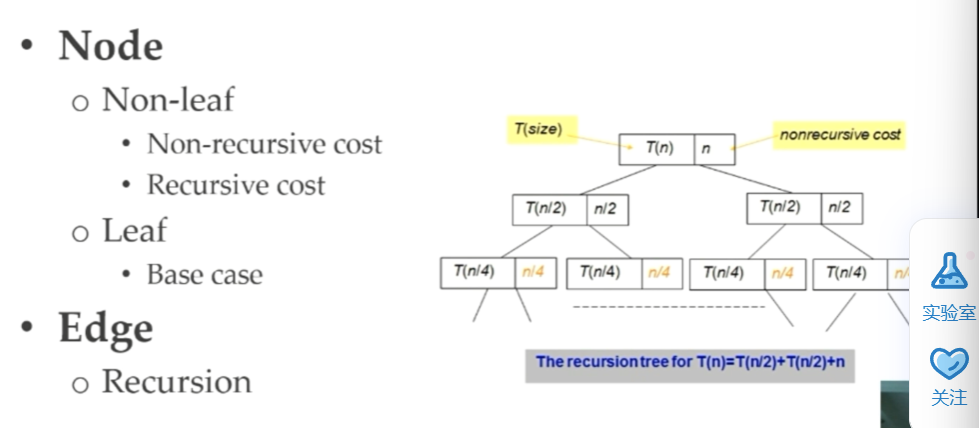 • Node
o Non-leaf
• Non-recursive cost
• Recursive cost
o Leaf
• Base case
• Edge
o Recursion
T(size)
nonrecursive cost
T(n) n
T(n/2) n/2
T(n/2) n/2
T(n/4) n/4
T(n/4) n/4
T(n/4) n/4
T(n/4) n/
The recursion tree for T(n)=T(n/2)+T(n/2)+n
实验室
关注